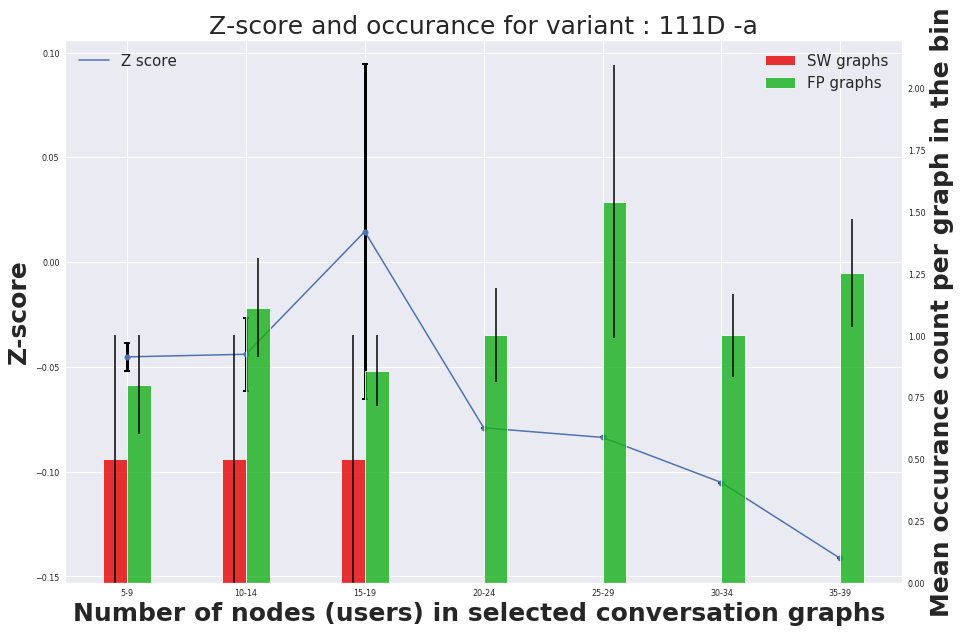 Z-score and occurance for variant : 111D -a
Z score
SW graphs
FP graphs
0.10
0.05
0.00
−0.05
−0.10
−0.15
Z-score
2.00
1.75
1.50
1.25
1.00
0.75
0.50
0.25
0.00
Mean occurance count per graph in the bin
5-9 10-14 15-19 20-24 25-29 30-34 35-39
Number of nodes (users) in selected conversation graphs